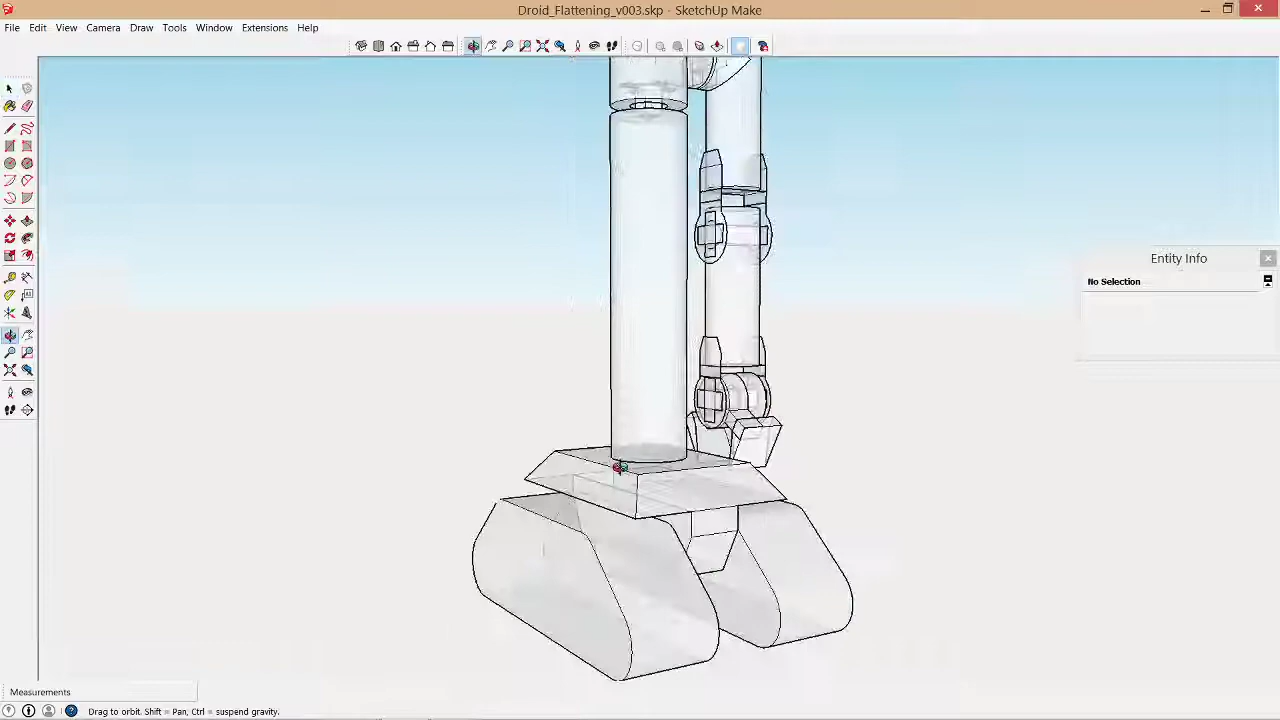 Droid_Flattening_v003.skp - SketchUp Make
File Edit View Camera Draw Tools Window Extensions Help
Entity Info
No Selection
Measurements
Drag to orbit. Shift = Pan, Ctrl = suspend gravity.